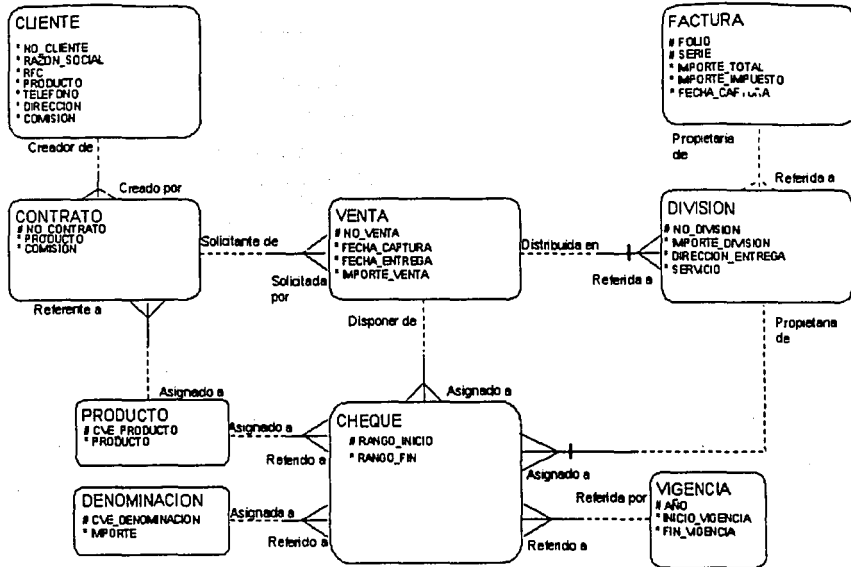 CLIENTE
* NO_CLIENTE
* RAZON_SOCIAL
* RFC
* PRODUCTO
* TELEFONO
* DIRECCION
* COMISION
FACTURA
# FOLIO
# SERIE
* IMPORTE_TOTAL
* IMPORTE_IMPUESTO
* FECHA_CAPTURA
Creador de
Creado por
Propietaria
de
Referida a
CONTRATO
# NO_CONTRATO
* PRODUCTO
* COMISION
Solicitante de
Solicitada
por
VENTA
# NO_VENTA
* FECHA_CAPTURA
* FECHA_ENTREGA
* IMPORTE_VENTA
Distribuida en
Referida a
DIVISION
# NO_DIVISION
* IMPORTE_DIVISION
* DIRECCION_ENTREGA
* SERVICIO
Referente a
Asignado a
Disponer de
Asignado a
Propietaria
de
PRODUCTO
# CVE_PRODUCTO
* PRODUCTO
Asignado a
Referido a
CHEQUE
# RANGO_INICIO
* RANGO_FIN
Asignado a
DENOMINACION
# CVE_DENOMINACION
* IMPORTE
Asignada a
Referido a
Referida por
Referido a
VIGENCIA
# AÑO
* INICIO_VIGENCIA
* FIN_VIGENCIA